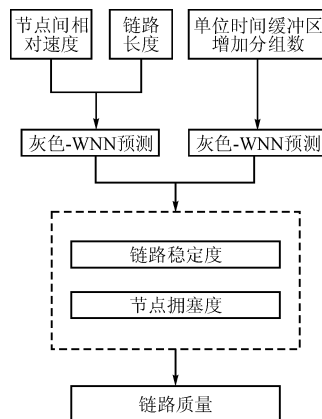 节点间相
对速度
链路
长度
单位时间缓冲区
增加分组数
灰色-WNN预测
灰色-WNN预测
链路稳定度
节点拥塞度
链路质量